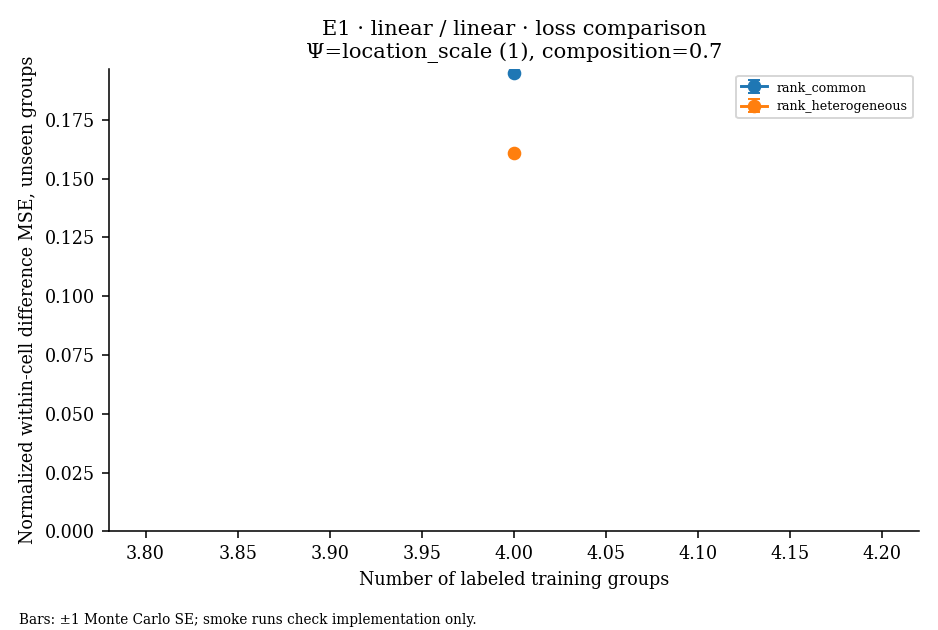 E1 · linear / linear · loss comparison
Ψ=location_scale (1), composition=0.7
Normalized within-cell difference MSE, unseen groups
0.175
0.150
0.125
0.100
0.075
0.050
0.025
0.000
rank_common
rank_heterogeneous
3.80 3.85 3.90 3.95 4.00 4.05 4.10 4.15 4.20
Number of labeled training groups
Bars: ±1 Monte Carlo SE; smoke runs check implementation only.